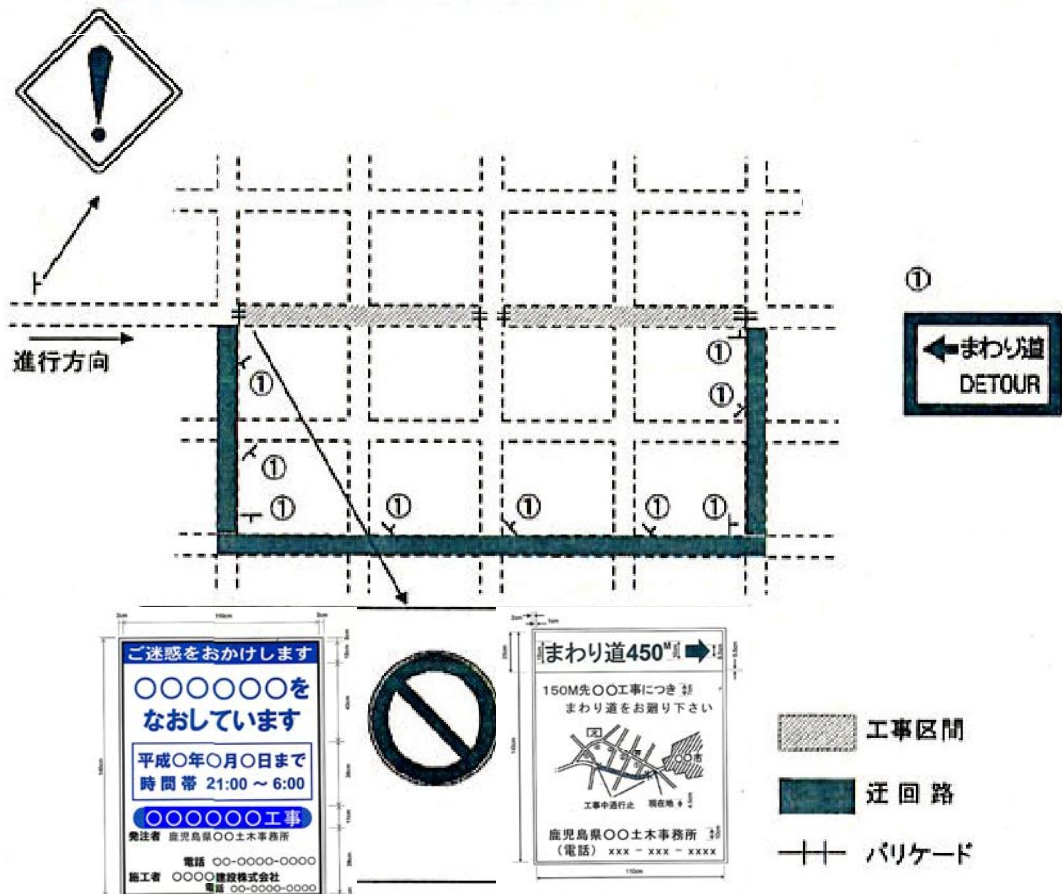 進行方向
①
①
①
①
①
①
①
①
①
①
①
←まわり道
DETOUR
110cm
ご迷惑をおかけします
○○○○○○を
なおしています
平成○年○月○日まで
時間帯 21:00 ～ 6:00
○○○○○○工事
発注者 鹿児島県○○土木事務所
電話 ○○-○○○○-○○○○
施工者 ○○○○建設株式会社
電話 ○○-○○○○-○○○○
まわり道450M →
150M先○○工事につき
まわり道をお廻り下さい
市
工事中通行止
現在地
鹿児島県○○土木事務所
(電話) xxx - xxx - xxxx
110cm
工事区間
迂回路
バリケード